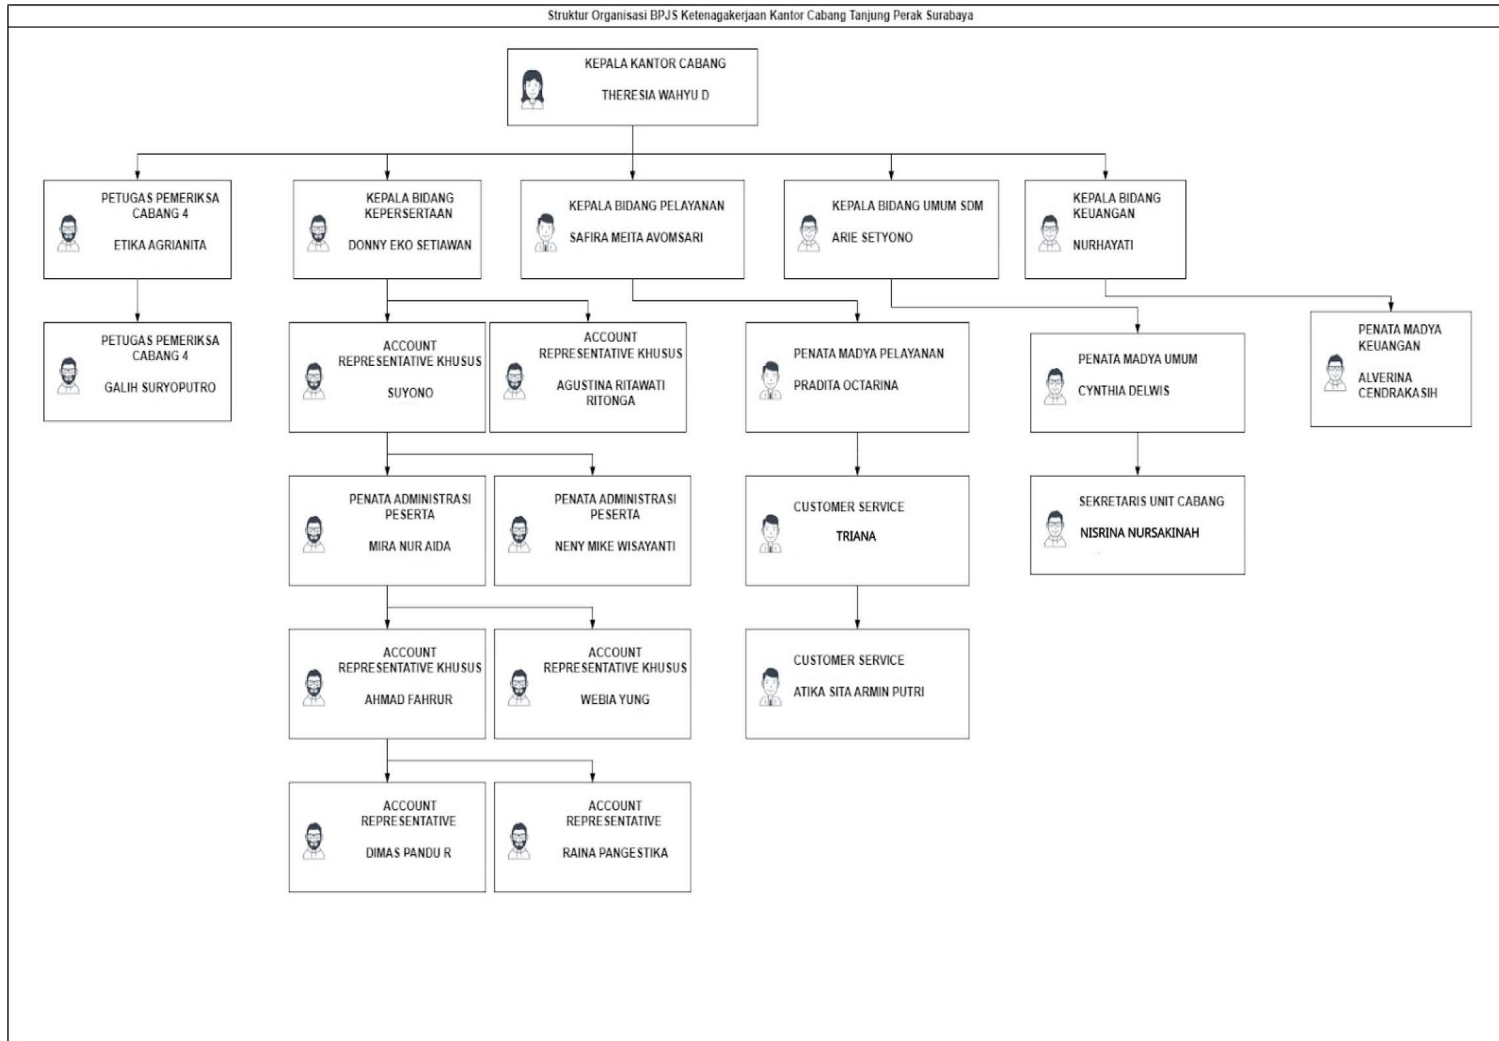 Struktur Organisasi BPJS Ketenagakerjaan Kantor Cabang Tanjung Perak Surabaya
KEPALA KANTOR CABANG
THERESIA WAHYU D
PETUGAS PEMERIKSA
CABANG 4
ETIKA AGRIANITA
KEPALA BIDANG
KEPERSERTAAN
DONNY EKO SETIAWAN
KEPALA BIDANG PELAYANAN
SAFIRA MEITA AVOMSARI
KEPALA BIDANG UMUM SDM
ARIE SETYONO
KEPALA BIDANG
KEUANGAN
NURHAYATI
PETUGAS PEMERIKSA
CABANG 4
GALIH SURYOPUTRO
ACCOUNT
REPRESENTATIVE KHUSUS
SUYONO
ACCOUNT
REPRESENTATIVE KHUSUS
AGUSTINA RITAWATI
RITONGA
PENATA MADYA PELAYANAN
PRADITA OCTARINA
PENATA MADYA UMUM
CYNTHIA DELWIS
PENATA MADYA
KEUANGAN
ALVERINA
CENDRAKASIH
PENATA ADMINISTRASI
PESERTA
MIRA NUR AIDA
PENATA ADMINISTRASI
PESERTA
NENY MIKE WISAYANTI
CUSTOMER SERVICE
TRIANA
SEKRETARIS UNIT CABANG
NISRINA NURSAKINAH
ACCOUNT
REPRESENTATIVE KHUSUS
AHMAD FAHRUR
ACCOUNT
REPRESENTATIVE KHUSUS
WEBIA YUNG
CUSTOMER SERVICE
ATIKA SITA ARMIN PUTRI
ACCOUNT
REPRESENTATIVE
DIMAS PANDU R
ACCOUNT
REPRESENTATIVE
RAINA PANGESTIKA